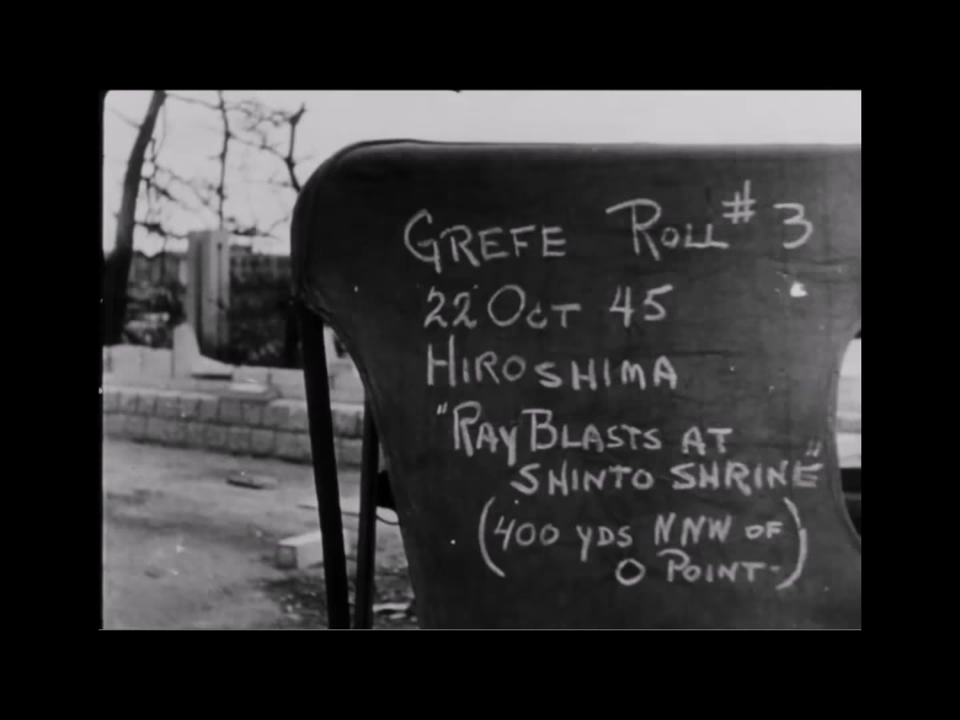 GREFE ROLL #3
22 OCT 45
HIROSHIMA
"RAY BLASTS AT
SHINTO SHRINE"
(400 YDS NNW OF
O POINT-)